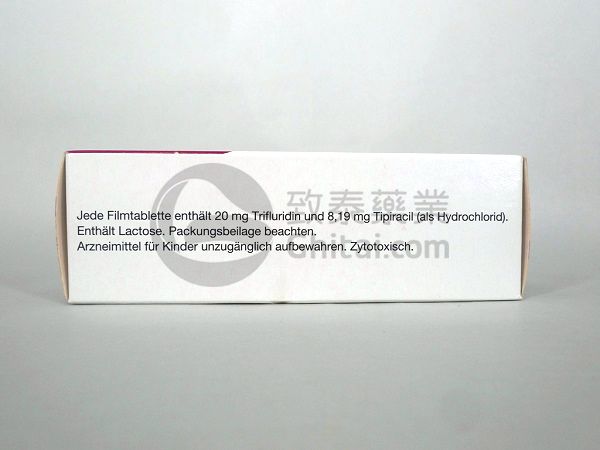 致泰藥業
Chitai.com
Jede Filmtablette enthält 20 mg Trifluridin und 8,19 mg Tipiracil (als Hydrochlorid).
Enthält Lactose. Packungsbeilage beachten.
Arzneimittel für Kinder unzugänglich aufbewahren. Zytotoxisch.